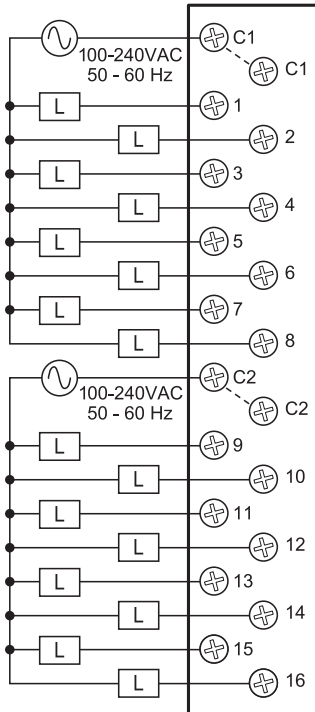 C1
100-240VAC
50 - 60 Hz
C1
L 1
L 2
L 3
L 4
L 5
L 6
L 7
L 8
C2
100-240VAC
50 - 60 Hz
C2
L 9
L 10
L 11
L 12
L 13
L 14
L 15
L 16